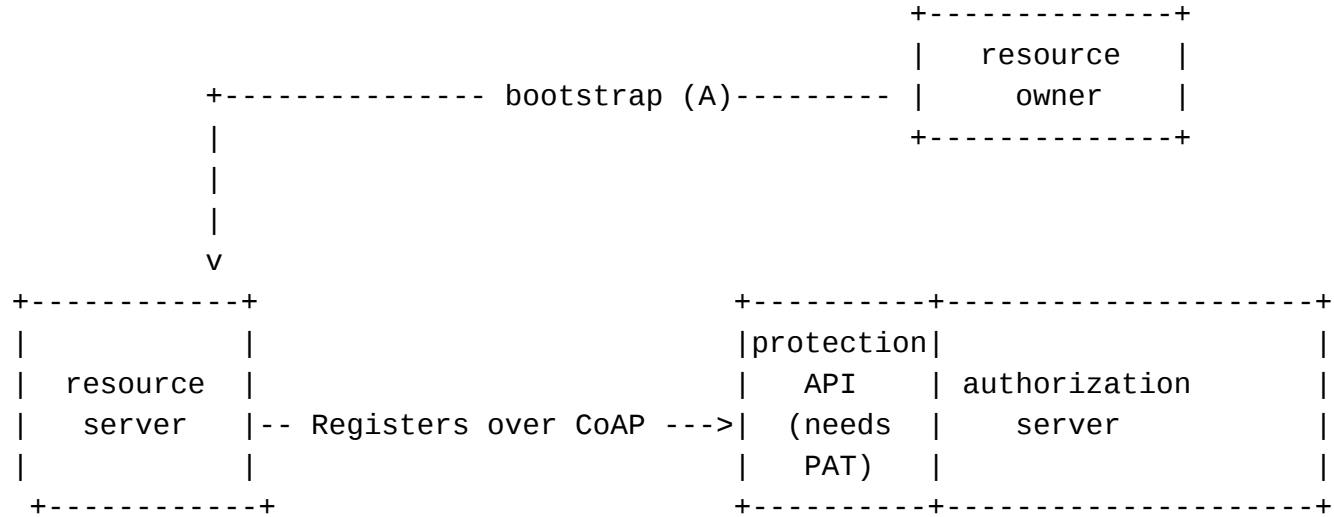 +--------------+
                                                   |   resource   |
           +--------------- bootstrap (A)--------- |     owner    |
           |                                       +--------------+
           |
           |
           v
+------------+                           +----------+---------------------+
|            |                           |protection|                     |
|  resource  |                           |   API    | authorization       |
|   server   |-- Registers over CoAP --->|  (needs  |    server           |
|            |                           |   PAT)   |                     |
 +------------+                          +----------+---------------------+